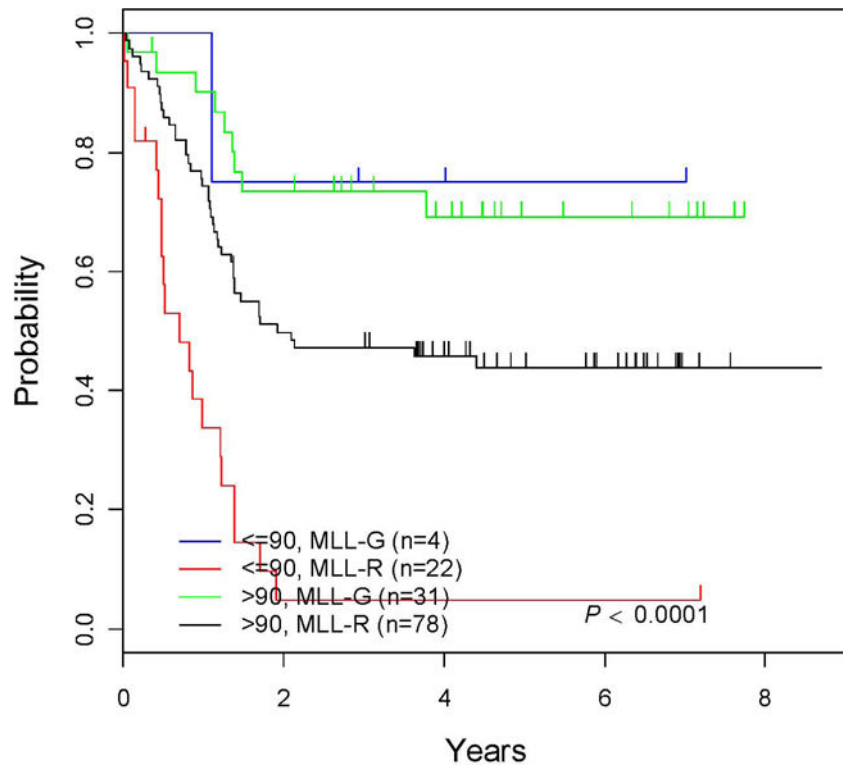 1.0
0.8
0.6
0.4
0.2
0.0
Probability
<=90, MLL-G (n=4)
<=90, MLL-R (n=22)
>90, MLL-G (n=31)
>90, MLL-R (n=78)
P < 0.0001
0 2 4 6 8
Years